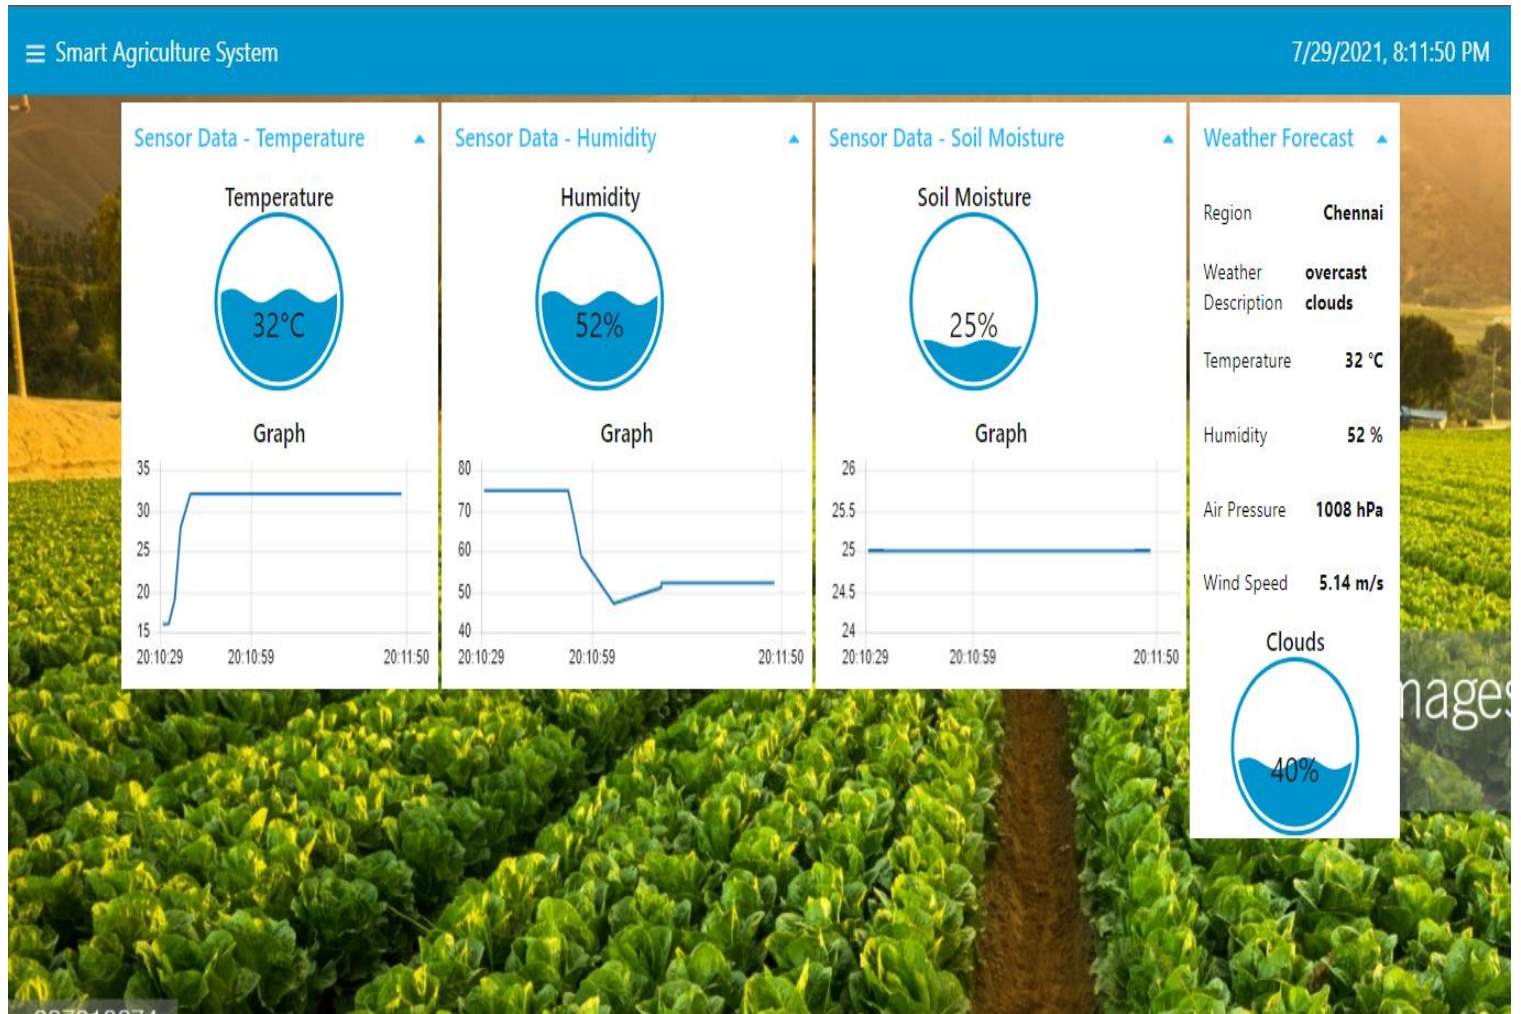 Smart Agriculture System
7/29/2021, 8:11:50 PM
Sensor Data - Temperature
Temperature
32°C
Graph
35
30
25
20
15
20:10:29 20:10:59 20:11:50
Sensor Data - Humidity
Humidity
52%
Graph
80
70
60
50
40
20:10:29 20:10:59 20:11:50
Sensor Data - Soil Moisture
Soil Moisture
25%
Graph
26
25.5
25
24.5
24
20:10:29 20:10:59 20:11:50
Weather Forecast
Region Chennai
Weather overcast
Description clouds
Temperature 32 °C
Humidity 52 %
Air Pressure 1008 hPa
Wind Speed 5.14 m/s
Clouds
40%